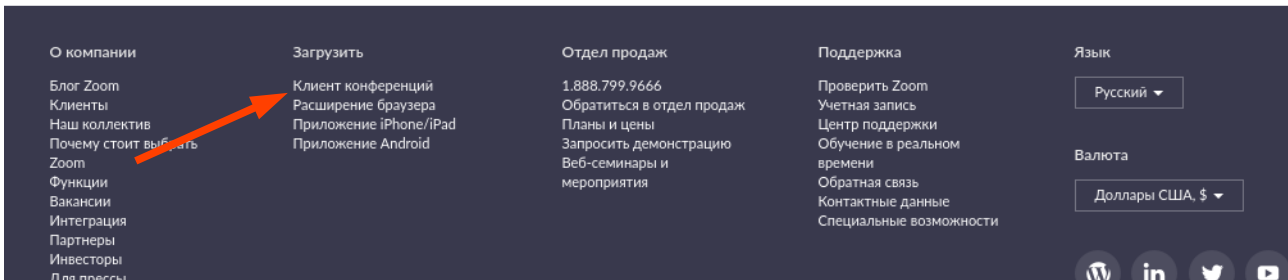 О компании
Блог Zoom
Клиенты
Наш коллектив
Почему стоит выбрать
Zoom
Функции
Вакансии
Интеграция
Партнеры
Инвесторы
Для прессы
Загрузить
Клиент конференций
Расширение браузера
Приложение iPhone/iPad
Приложение Android
Отдел продаж
1.888.799.9666
Обратиться в отдел продаж
Планы и цены
Запросить демонстрацию
Веб-семинары и
мероприятия
Поддержка
Проверить Zoom
Учетная запись
Центр поддержки
Обучение в реальном
времени
Обратная связь
Контактные данные
Специальные возможности
Язык
Русский
Валюта
Доллары США, $
in